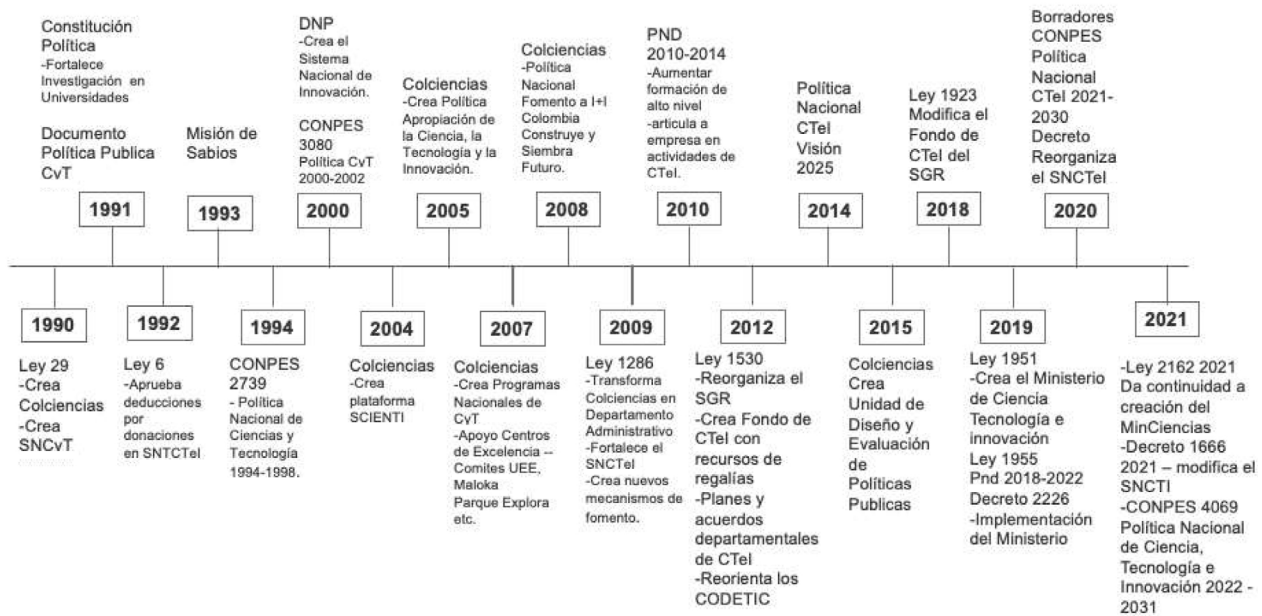 Constitución
Política
-Fortalece
Investigación en
Universidades
Documento
Política Publica
CvT
1991
Misión de
Sabios
1993
DNP
-Crea el
Sistema
Nacional de
Innovación.
CONPES
3080
Política CvT
2000-2002
2000
Colciencias
-Crea Política
Apropiación de
la Ciencia, la
Tecnología y la
Innovación.
2005
Colciencias
-Política
Nacional
Fomento a I+I
Colombia
Construye y
Siembra
Futuro.
2008
PND
2010-2014
-Aumentar
formación de
alto nivel
-articula a
empresa en
actividades de
CTeI.
2010
Política
Nacional
CTeI
Visión
2025
2014
Ley 1923
Modifica el
Fondo de
CTeI del
SGR
2018
Borradores
CONPES
Política
Nacional
CTeI 2021-
2030
Decreto
Reorganiza
el SNCTeI
2020
1990
Ley 29
-Crea
Colciencias
-Crea
SNCvT
1992
Ley 6
-Aprueba
deducciones
por
donaciones
en SNTCTeI
1994
CONPES
2739
- Política
Nacional de
Ciencias y
Tecnología
1994-1998.
2004
Colciencias
-Crea
plataforma
SCIENTI
2007
Colciencias
-Crea Programas
Nacionales de
CvT
-Apoyo Centros
de Excelencia --
Comites UEE,
Maloka
Parque Explora
etc.
2009
Ley 1286
-Transforma
Colciencias en
Departamento
Administrativo
-Fortalece el
SNCTeI
-Crea nuevos
mecanismos de
fomento.
2012
Ley 1530
-Reorganiza el
SGR
-Crea Fondo de
CTeI con
recursos de
regalías
-Planes y
acuerdos
departamentales
de CTeI
-Reorienta los
CODETIC
2015
Colciencias
Crea
Unidad de
Diseño y
Evaluación
de
Políticas
Publicas
2019
Ley 1951
-Crea el Ministerio
de Ciencia
Tecnología e
innovación
Ley 1955
Pnd 2018-2022
Decreto 2226
-Implementación
del Ministerio
2021
-Ley 2162 2021
Da continuidad a
creación del
MinCiencias
-Decreto 1666
2021 – modifica el
SNCTI
-CONPES 4069
Política Nacional
de Ciencia,
Tecnología e
Innovación 2022 -
2031